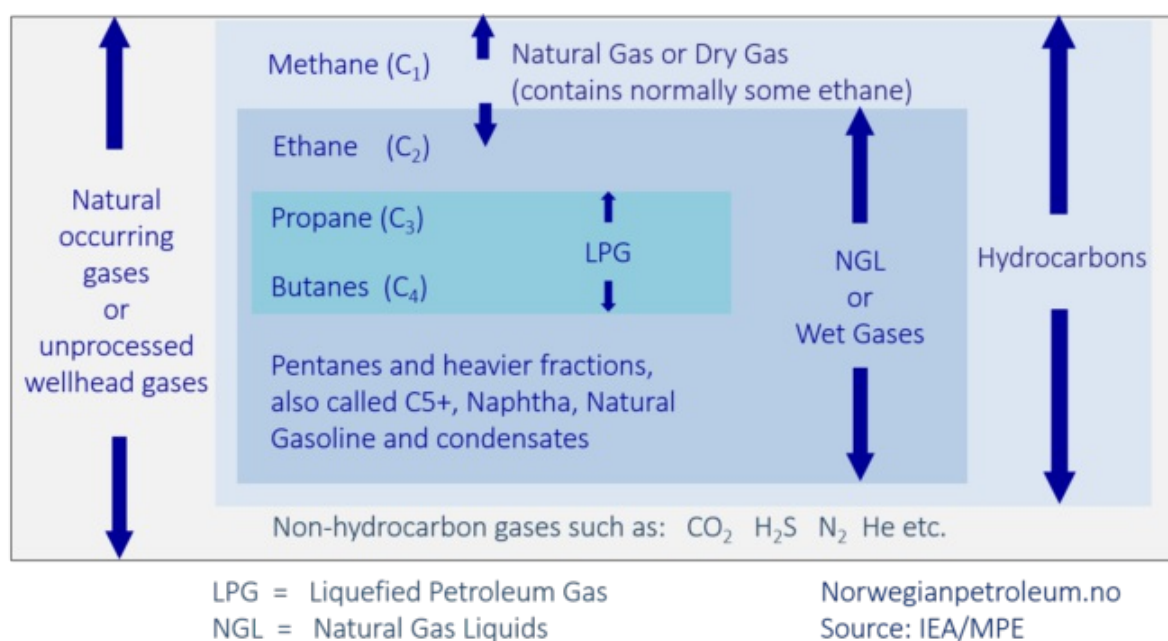 Methane (C₁)
Natural Gas or Dry Gas
(contains normally some ethane)
Ethane (C₂)
Natural
occurring
gases
or
unprocessed
wellhead gases
Propane (C₃)
LPG
Butanes (C₄)
NGL
or
Wet Gases
Hydrocarbons
Pentanes and heavier fractions,
also called C5+, Naphtha, Natural
Gasoline and condensates
Non-hydrocarbon gases such as: CO₂ H₂S N₂ He etc.
LPG = Liquefied Petroleum Gas
NGL = Natural Gas Liquids
Norwegianpetroleum.no
Source: IEA/MPE